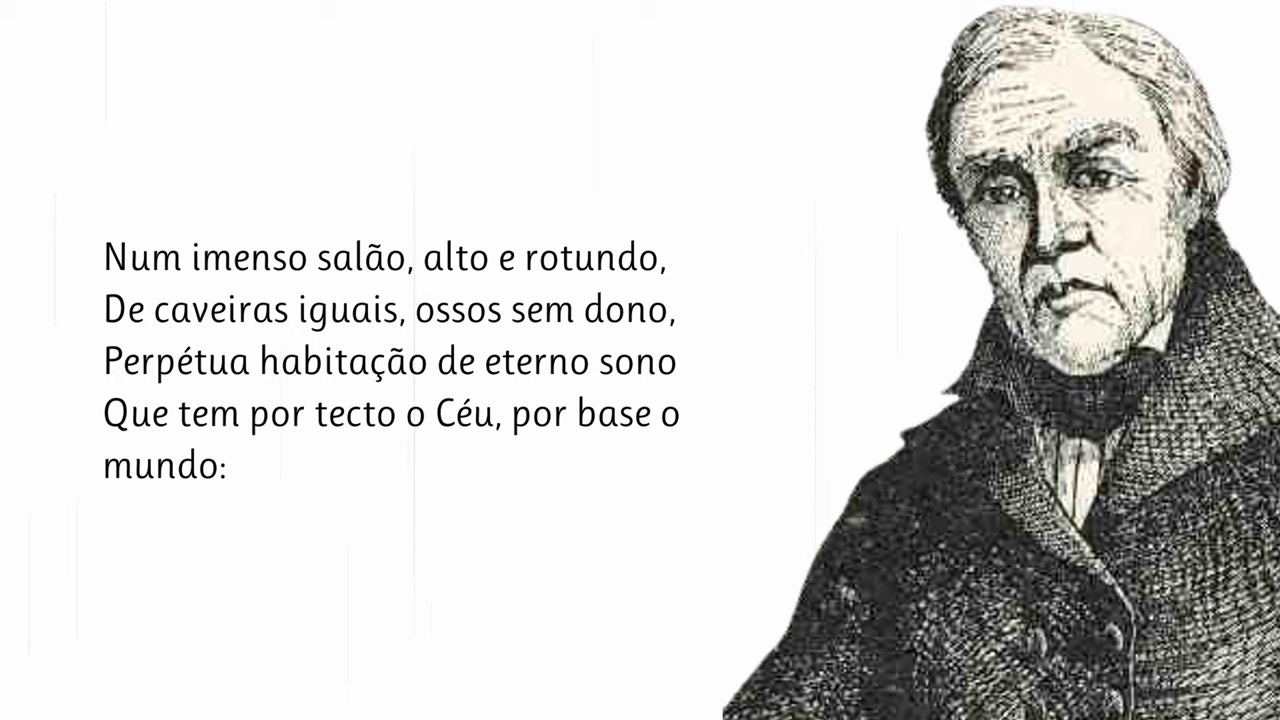 Num imenso salão, alto e rotundo,
De caveiras iguais, ossos sem dono,
Perpétua habitação de eterno sono
Que tem por tecto o Céu, por base o
mundo: